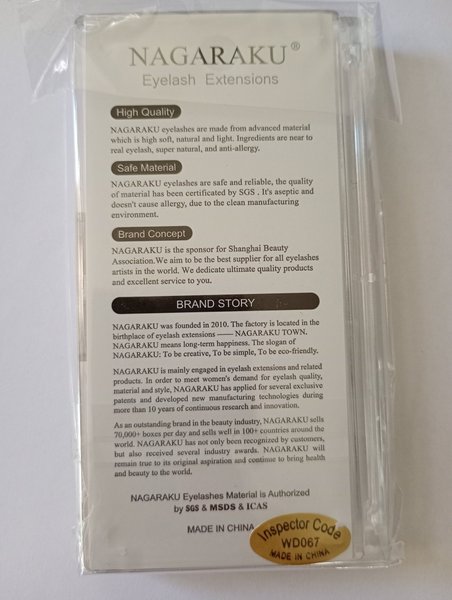 NAGARAKU®
Eyelash Extensions
High Quality
NAGARAKU eyelashes are made from advanced material
which is high soft, natural and light. Ingredients are near to
real eyelash, super natural, and anti-allergy.
Safe Material
NAGARAKU eyelashes are safe and reliable, the quality
of material has been certificated by SGS . It's aseptic and
doesn't cause allergy, due to the clean manufacturing
environment.
Brand Concept
NAGARAKU is the sponsor for Shanghai Beauty
Association.We aim to be the best supplier for all eyelashes
artists in the world. We dedicate ultimate quality products
and excellent service to you.
BRAND STORY
NAGARAKU was founded in 2010. The factory is located in the
birthplace of eyelash extensions —— NAGARAKU TOWN.
NAGARAKU means long-term happiness. The slogan of
NAGARAKU: To be creative, To be simple, To be eco-friendly.
NAGARAKU is mainly engaged in eyelash extensions and related
products. In order to meet women's demand for eyelash quality,
material and style, NAGARAKU has applied for several exclusive
patents and developed new manufacturing technologies during
more than 10 years of continuous research and innovation.
As an outstanding brand in the beauty industry, NAGARAKU sells
70,000+ boxes per day and sells well in 100+ countries around the
world. NAGARAKU has not only been recognized by customers,
but also received several industry awards. NAGARAKU will
remain true to its original aspiration and continue to bring health
and beauty to the world.
NAGARAKU Eyelashes Material is Authorized
by SGS & MSDS & ICAS
MADE IN CHINA
Inspector Code
WD067
MADE IN CHINA